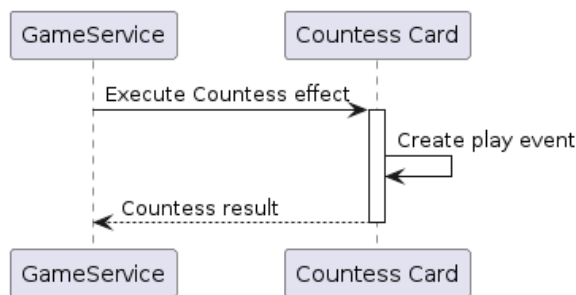 GameService
Countess Card
Execute Countess effect
Create play event
Countess result
GameService
Countess Card